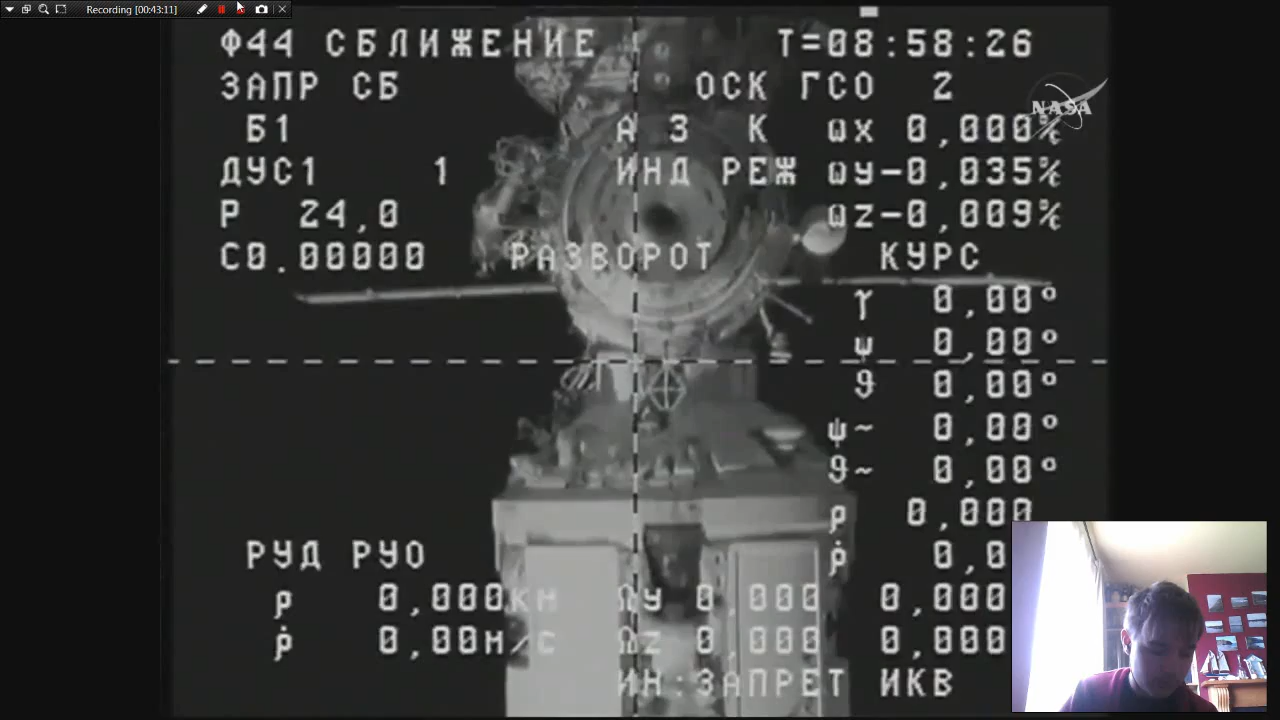 Recording [00:43:11]
Ф44 СБЛИЖЕНИЕ Т=08:58:26
ЗАПР СБ ОСК ГСО 2
NASA
Б1 А З К ωx 0,000°/с
ДУС1 1 ИНД РЕЖ ωy-0,035°/с
Р 24,0 ωz-0,009°/с
С0.00000 РАЗВОРОТ КУРС
γ 0,00°
ψ 0,00°
ϑ 0,00°
ψ~ 0,00°
ϑ~ 0,00°
ρ 0,000
РУД РУО ρ̇ 0,0
ρ 0,000км Ωy 0,000 0,000
ρ̇ 0,00м/с Ωz 0,000 0,000
ИН:ЗАПРЕТ ИКВ